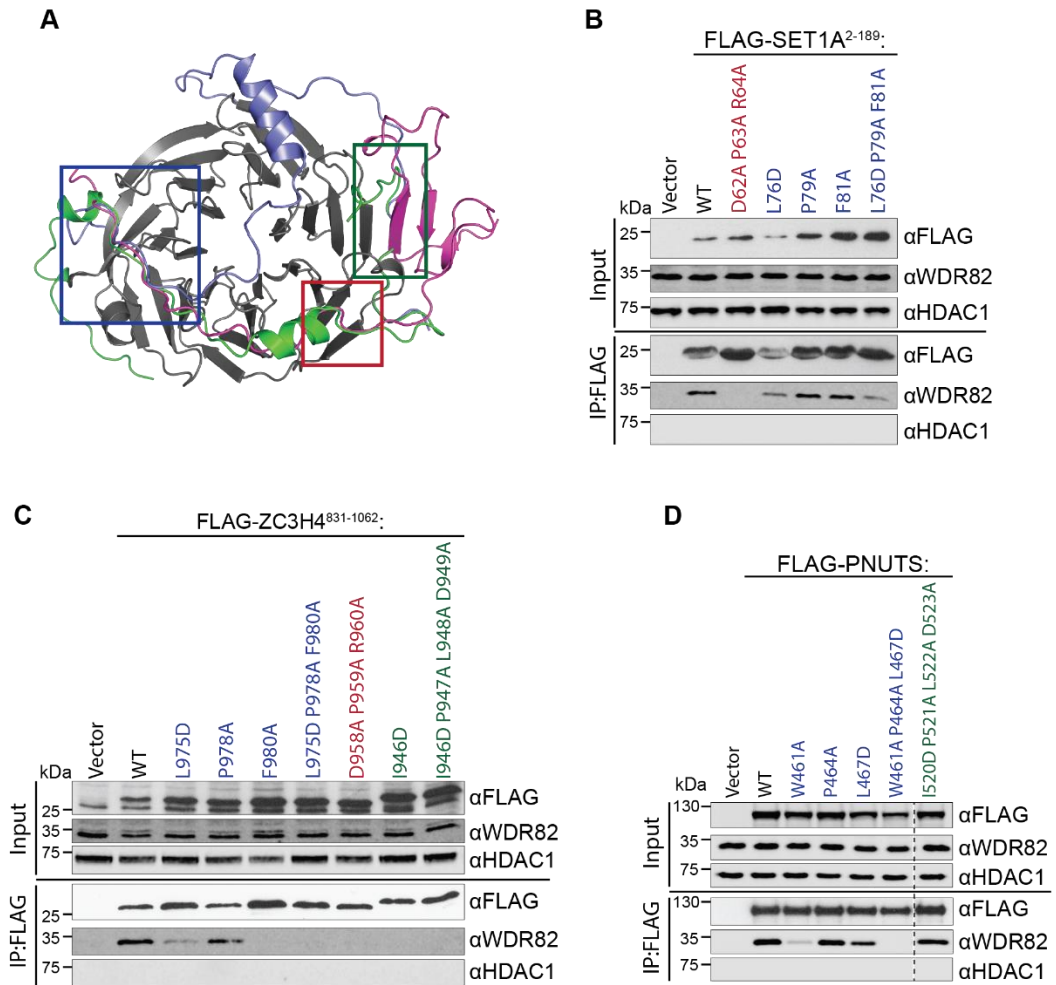 A
B
FLAG-SET1A2-189:
Vector
WT
D62A P63A R64A
L76D
P79A
F81A
L76D P79A F81A
kDa
Input
25
αFLAG
35
αWDR82
75
αHDAC1
IP:FLAG
25
αFLAG
35
αWDR82
75
αHDAC1
C
FLAG-ZC3H4831-1062:
Vector
WT
L975D
P978A
F980A
L975D P978A F980A
D958A P959A R960A
I946D
I946D P947A L948A D949A
kDa
Input
25
αFLAG
35
αWDR82
25
75
αHDAC1
IP:FLAG
25
αFLAG
35
αWDR82
75
αHDAC1
D
FLAG-PNUTS:
Vector
WT
W461A
P464A
L467D
W461A P464A L467D
I520D P521A L522A D523A
kDa
Input
130
αFLAG
35
αWDR82
75
αHDAC1
IP:FLAG
130
αFLAG
35
αWDR82
75
αHDAC1